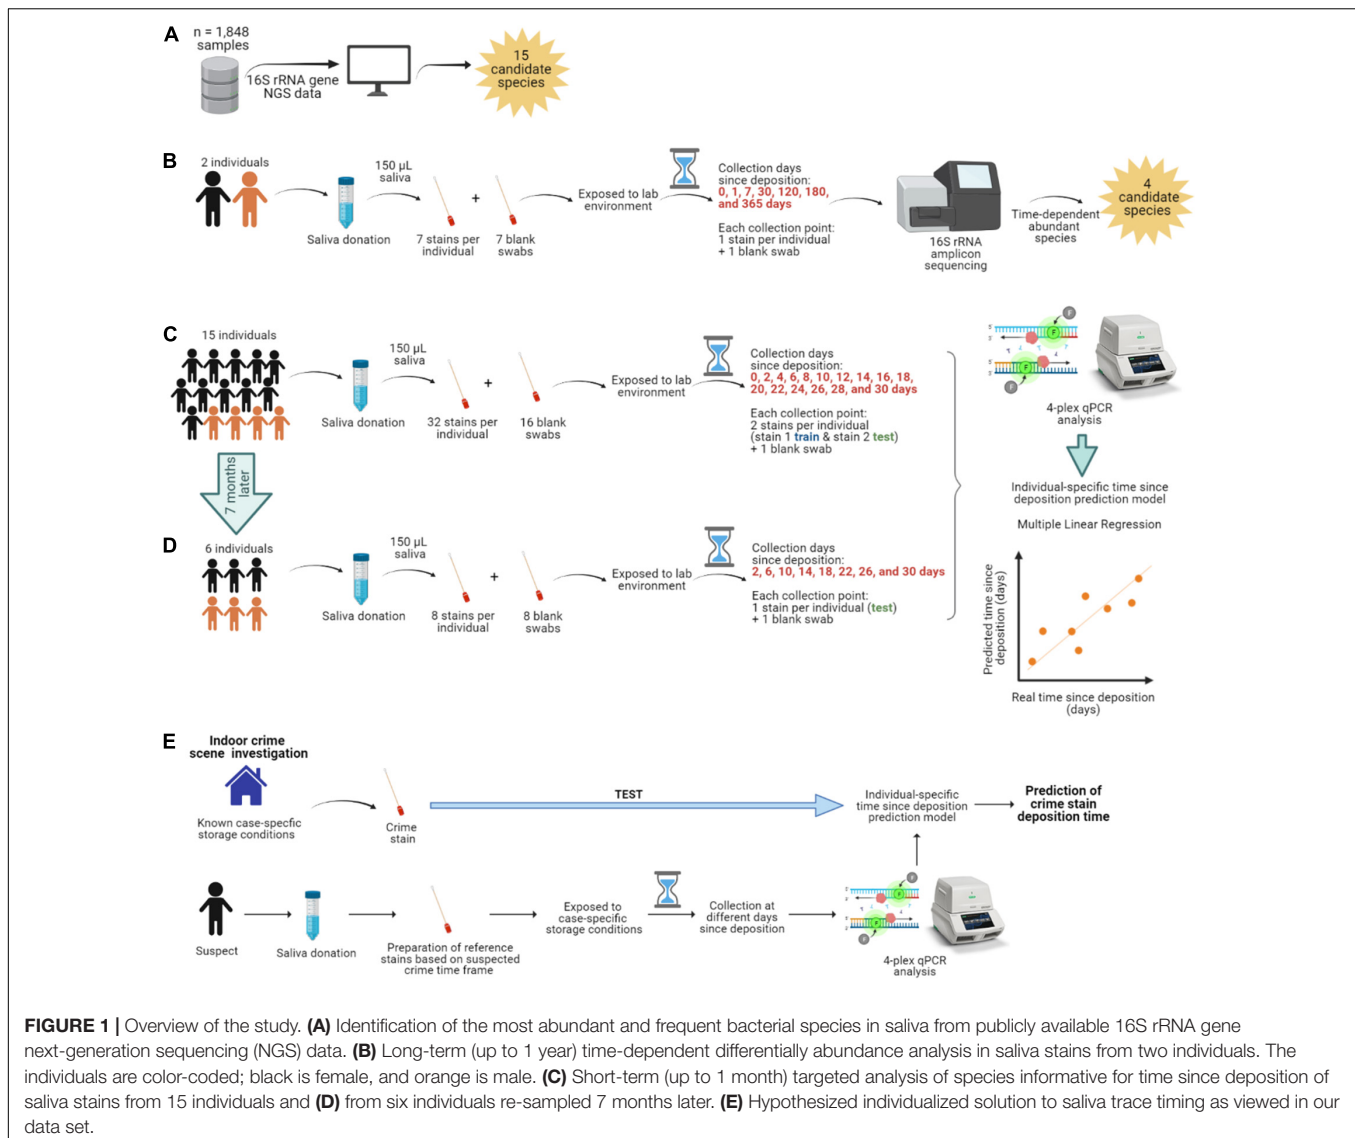 A
n = 1,848
samples
16S rRNA gene
NGS data
15
candidate
species
B
2 individuals
Saliva donation
150 µL
saliva
7 stains per
individual
+
7 blank
swabs
Exposed to lab
environment
Collection days
since deposition:
0, 1, 7, 30, 120, 180,
and 365 days
Each collection point:
1 stain per individual
+ 1 blank swab
16S rRNA
amplicon
sequencing
Time-dependent
abundant
species
4
candidate
species
C
15 individuals
Saliva donation
150 µL
saliva
32 stains per
individual
+
16 blank
swabs
Exposed to lab
environment
Collection days
since deposition:
0, 2, 4, 6, 8, 10, 12, 14, 16, 18,
20, 22, 24, 26, 28, and 30 days
Each collection point:
2 stains per individual
(stain 1 train & stain 2 test)
+ 1 blank swab
7 months
later
D
6 individuals
Saliva donation
150 µL
saliva
8 stains per
individual
+
8 blank
swabs
Exposed to lab
environment
Collection days
since deposition:
2, 6, 10, 14, 18, 22, 26, and 30 days
Each collection point:
1 stain per individual (test)
+ 1 blank swab
F
F
F
4-plex qPCR
analysis
Individual-specific time since
deposition prediction model
Multiple Linear Regression
Predicted time since
deposition (days)
Real time since deposition
(days)
E
Indoor crime
scene investigation
Known case-specfic
storage conditions
Crime
stain
TEST
Individual-specific
time since deposition
prediction model
Prediction of
crime stain
deposition time
Suspect
Saliva donation
Preparation of reference
stains based on suspected
crime time frame
Exposed to
case-specific
storage conditions
Collection at
different days
since deposition
F
F
F
4-plex qPCR
analysis
FIGURE 1 | Overview of the study. (A) Identification of the most abundant and frequent bacterial species in saliva from publicly available 16S rRNA gene
next-generation sequencing (NGS) data. (B) Long-term (up to 1 year) time-dependent differentially abundance analysis in saliva stains from two individuals. The
individuals are color-coded; black is female, and orange is male. (C) Short-term (up to 1 month) targeted analysis of species informative for time since deposition of
saliva stains from 15 individuals and (D) from six individuals re-sampled 7 months later. (E) Hypothesized individualized solution to saliva trace timing as viewed in our
data set.